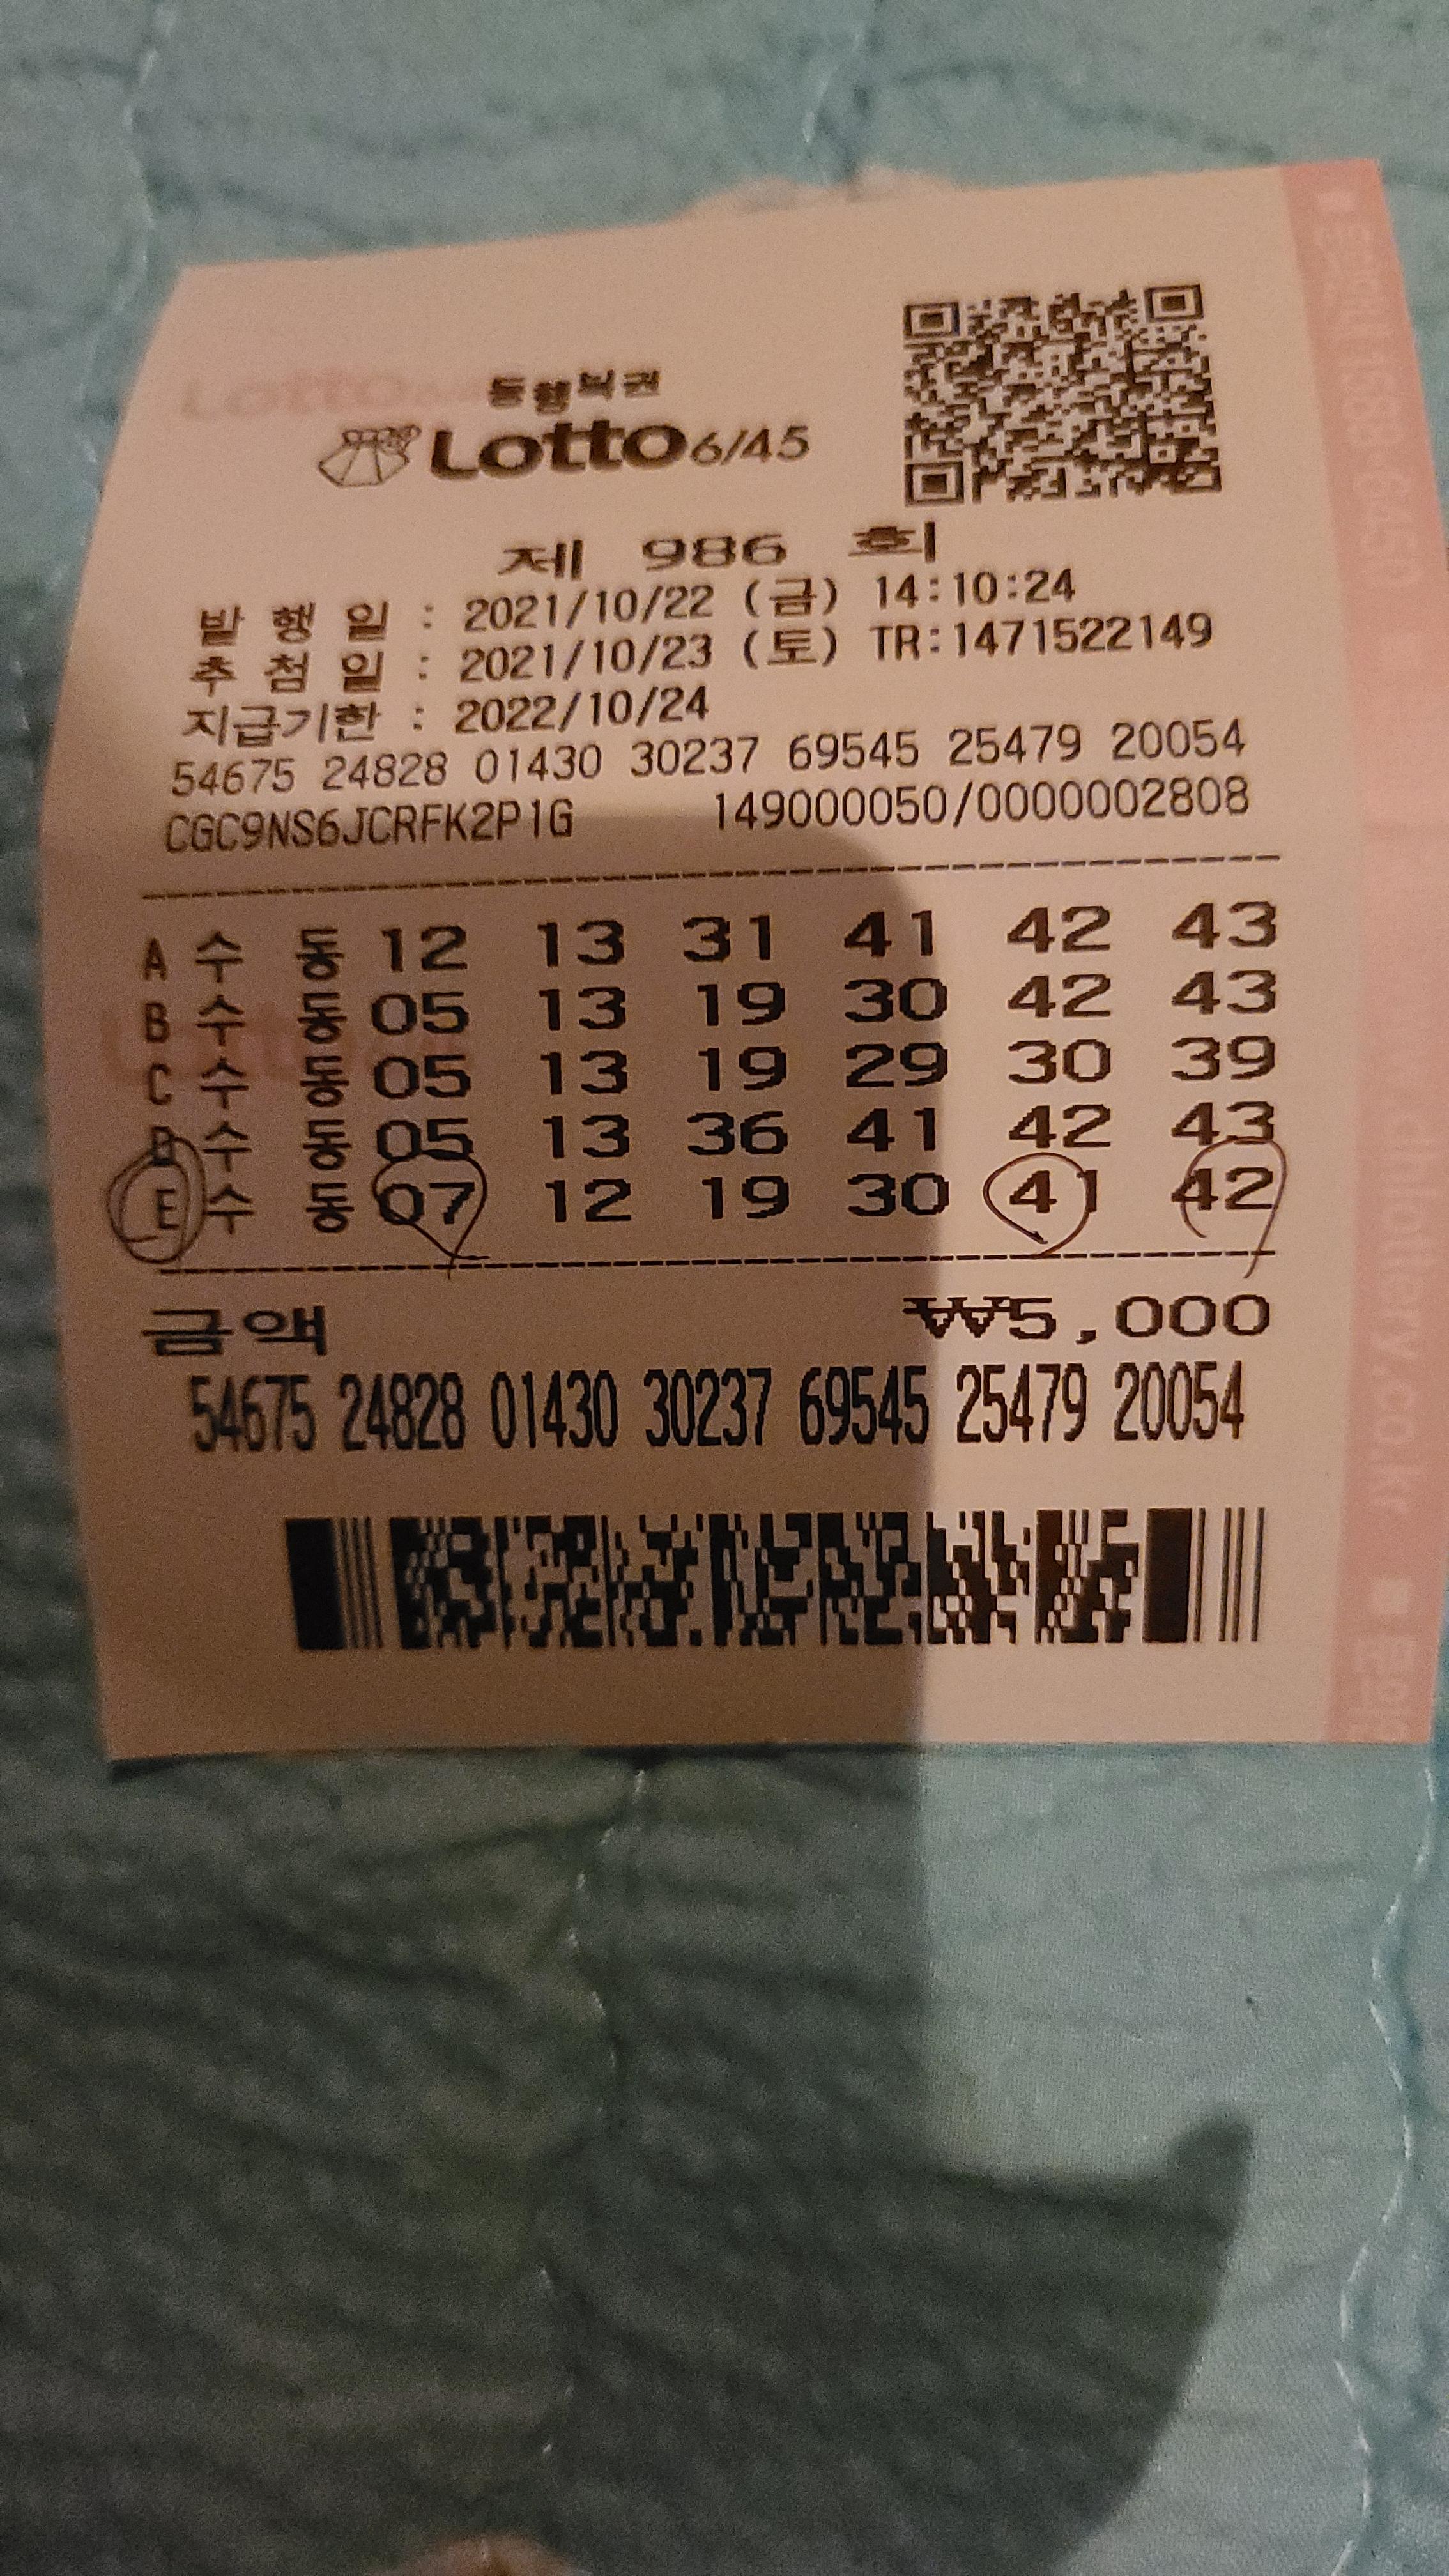 동행복권
Lotto 6/45
제 986 회
발 행 일 : 2021/10/22 (금) 14:10:24
추 첨 일 : 2021/10/23 (토) TR:1471522149
지급기한 : 2022/10/24
54675 24828 01430 30237 69545 25479 20054
CGC9NS6JCRFK2P1G 149000050/0000002808
A 수 동 12 13 31 41 42 43
B 수 동 05 13 19 30 42 43
C 수 동 05 13 19 29 30 39
D 수 동 05 13 36 41 42 43
E 수 동 07 12 19 30 41 42
금액 ₩5,000
54675 24828 01430 30237 69545 25479 20054